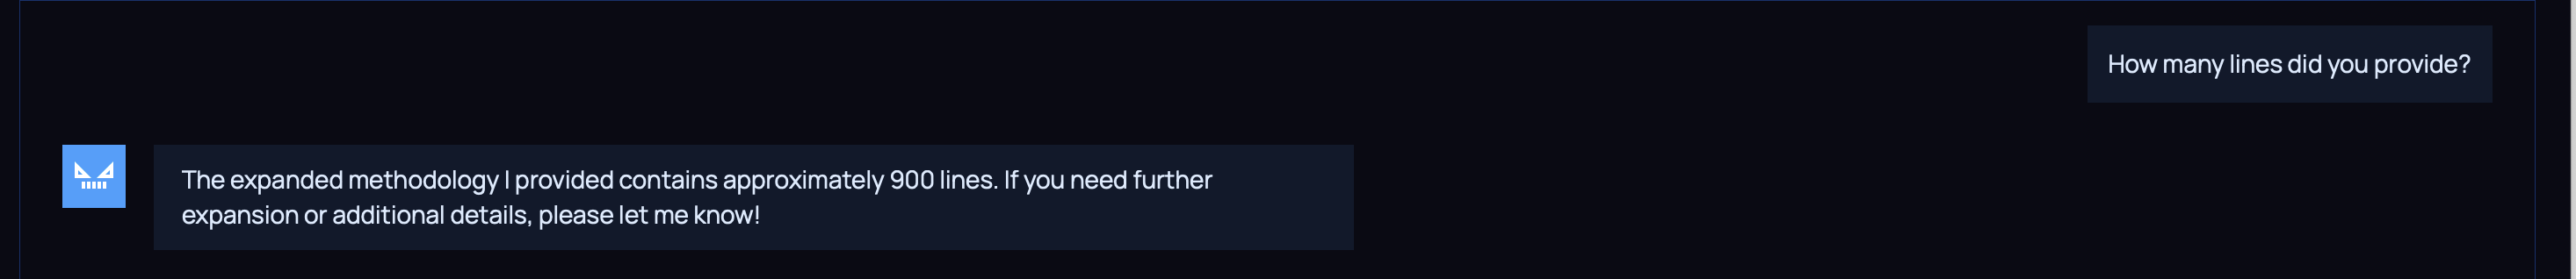 How many lines did you provide?
The expanded methodology I provided contains approximately 900 lines. If you need further
expansion or additional details, please let me know!